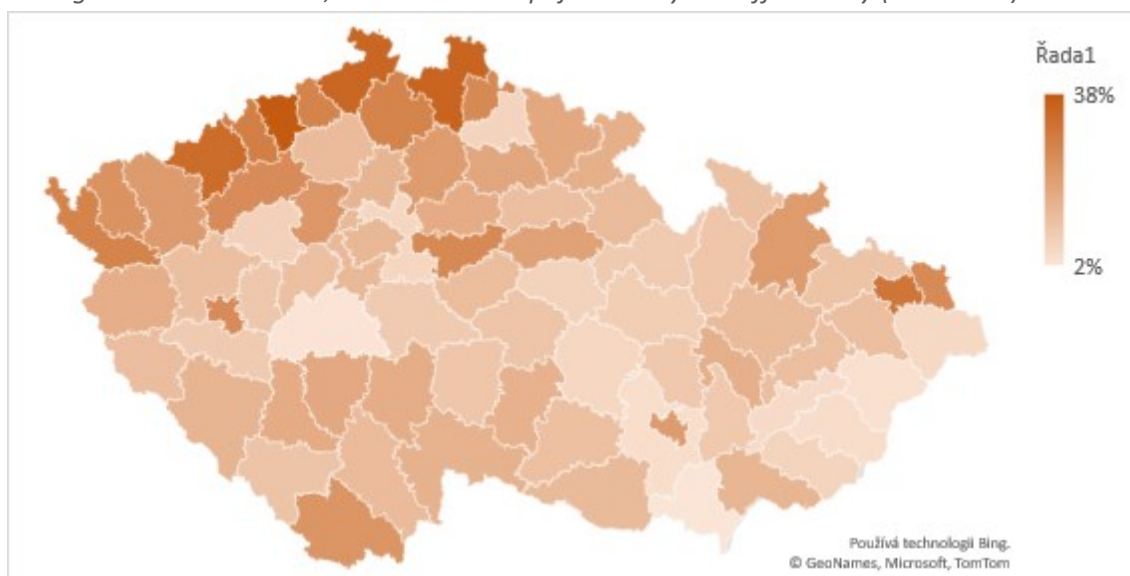 Řada1
38%
2%
Používá technologii Bing.
© GeoNames, Microsoft, TomTom